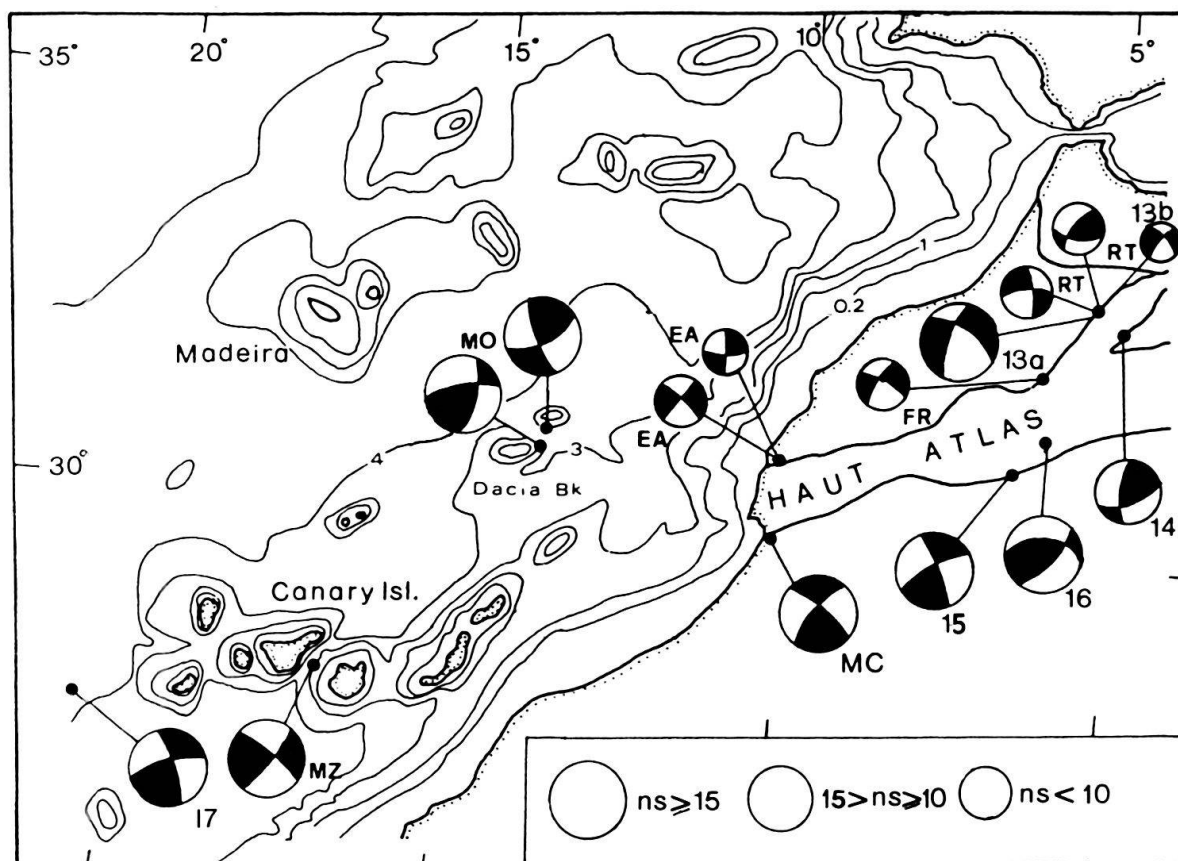 20° 15° 10° 5°
35°
13b
RT
1
RT
0.2
Madeira
MO
EA
13a
FR
EA
HAUT ATLAS
30°
4
3
Dacia Bk
14
Canary Isl.
16
15
MC
MZ
17
ns⩾15 15>ns⩾10 ns<10